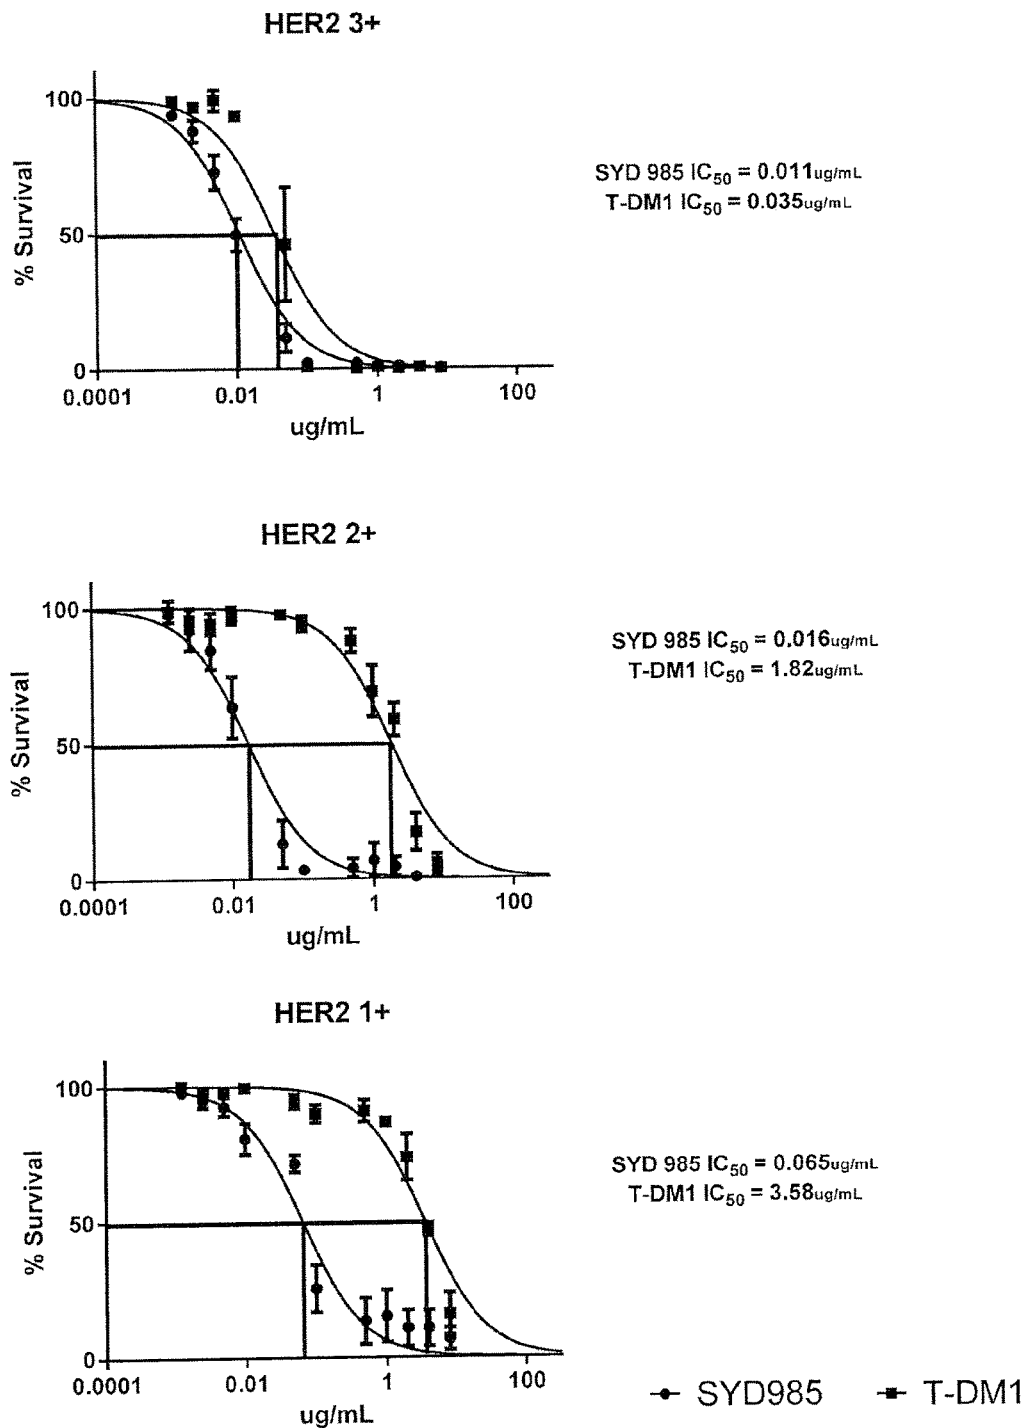 HER2 3+
100
50
0
% Survival
0.0001 0.01 1 100
ug/mL
SYD 985 IC50 = 0.011ug/mL
T-DM1 IC50 = 0.035ug/mL
HER2 2+
100
50
0
% Survival
0.0001 0.01 1 100
ug/mL
SYD 985 IC50 = 0.016ug/mL
T-DM1 IC50 = 1.82ug/mL
HER2 1+
100
50
0
% Survival
0.0001 0.01 1 100
ug/mL
SYD 985 IC50 = 0.065ug/mL
T-DM1 IC50 = 3.58ug/mL
SYD985 T-DM1